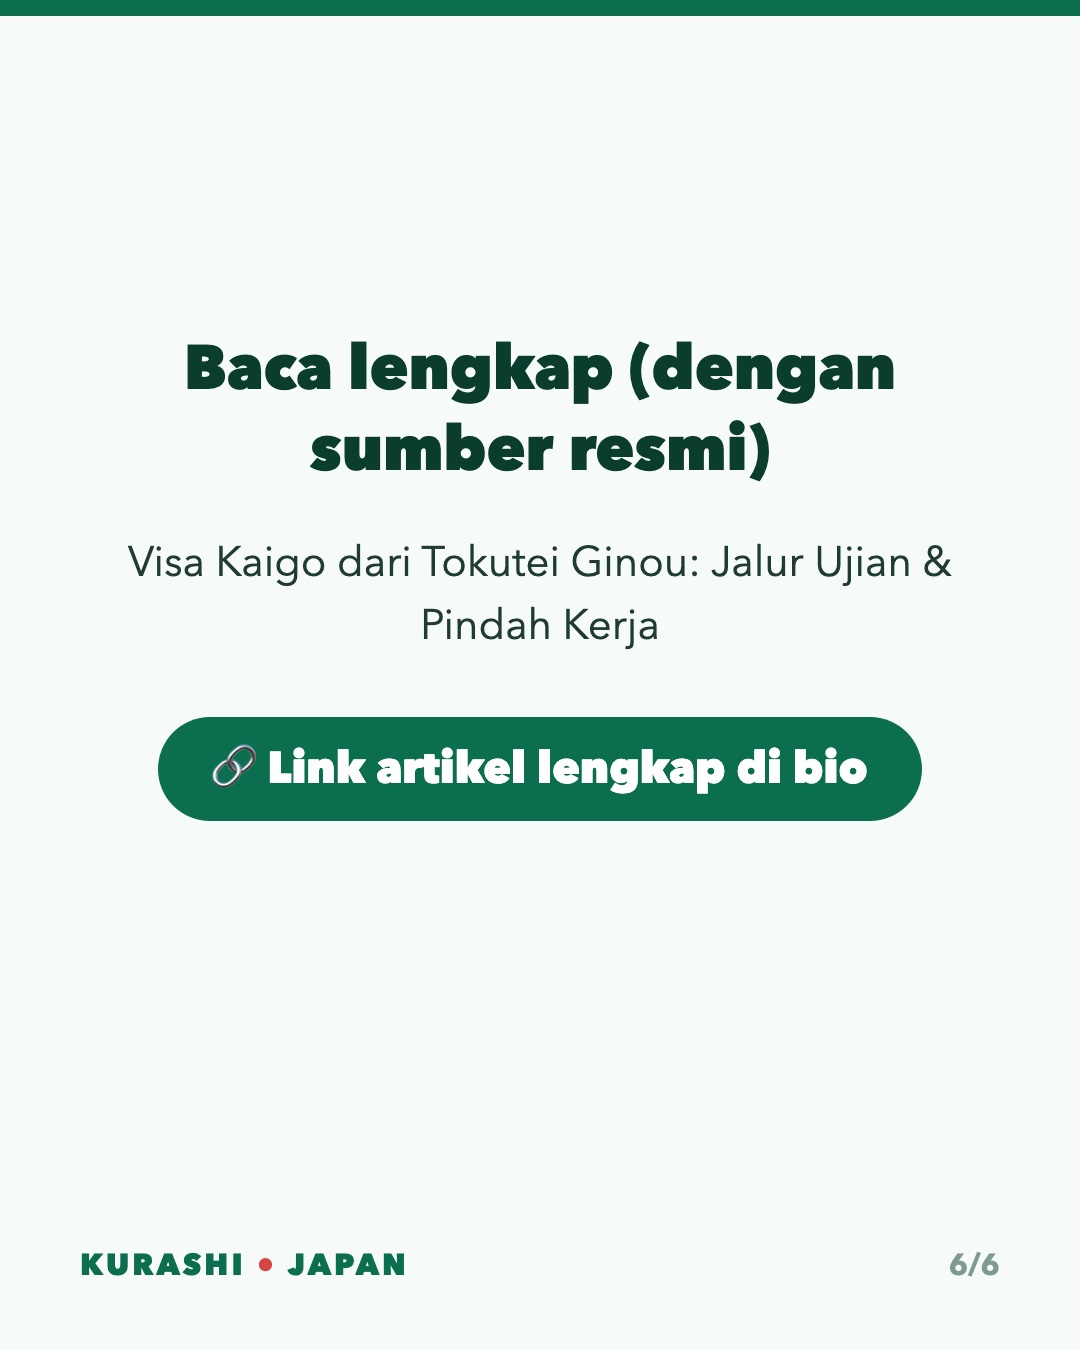 Baca lengkap (dengan
sumber resmi)
Visa Kaigo dari Tokutei Ginou: Jalur Ujian &
Pindah Kerja
🔗 Link artikel lengkap di bio
KURASHI • JAPAN
6/6